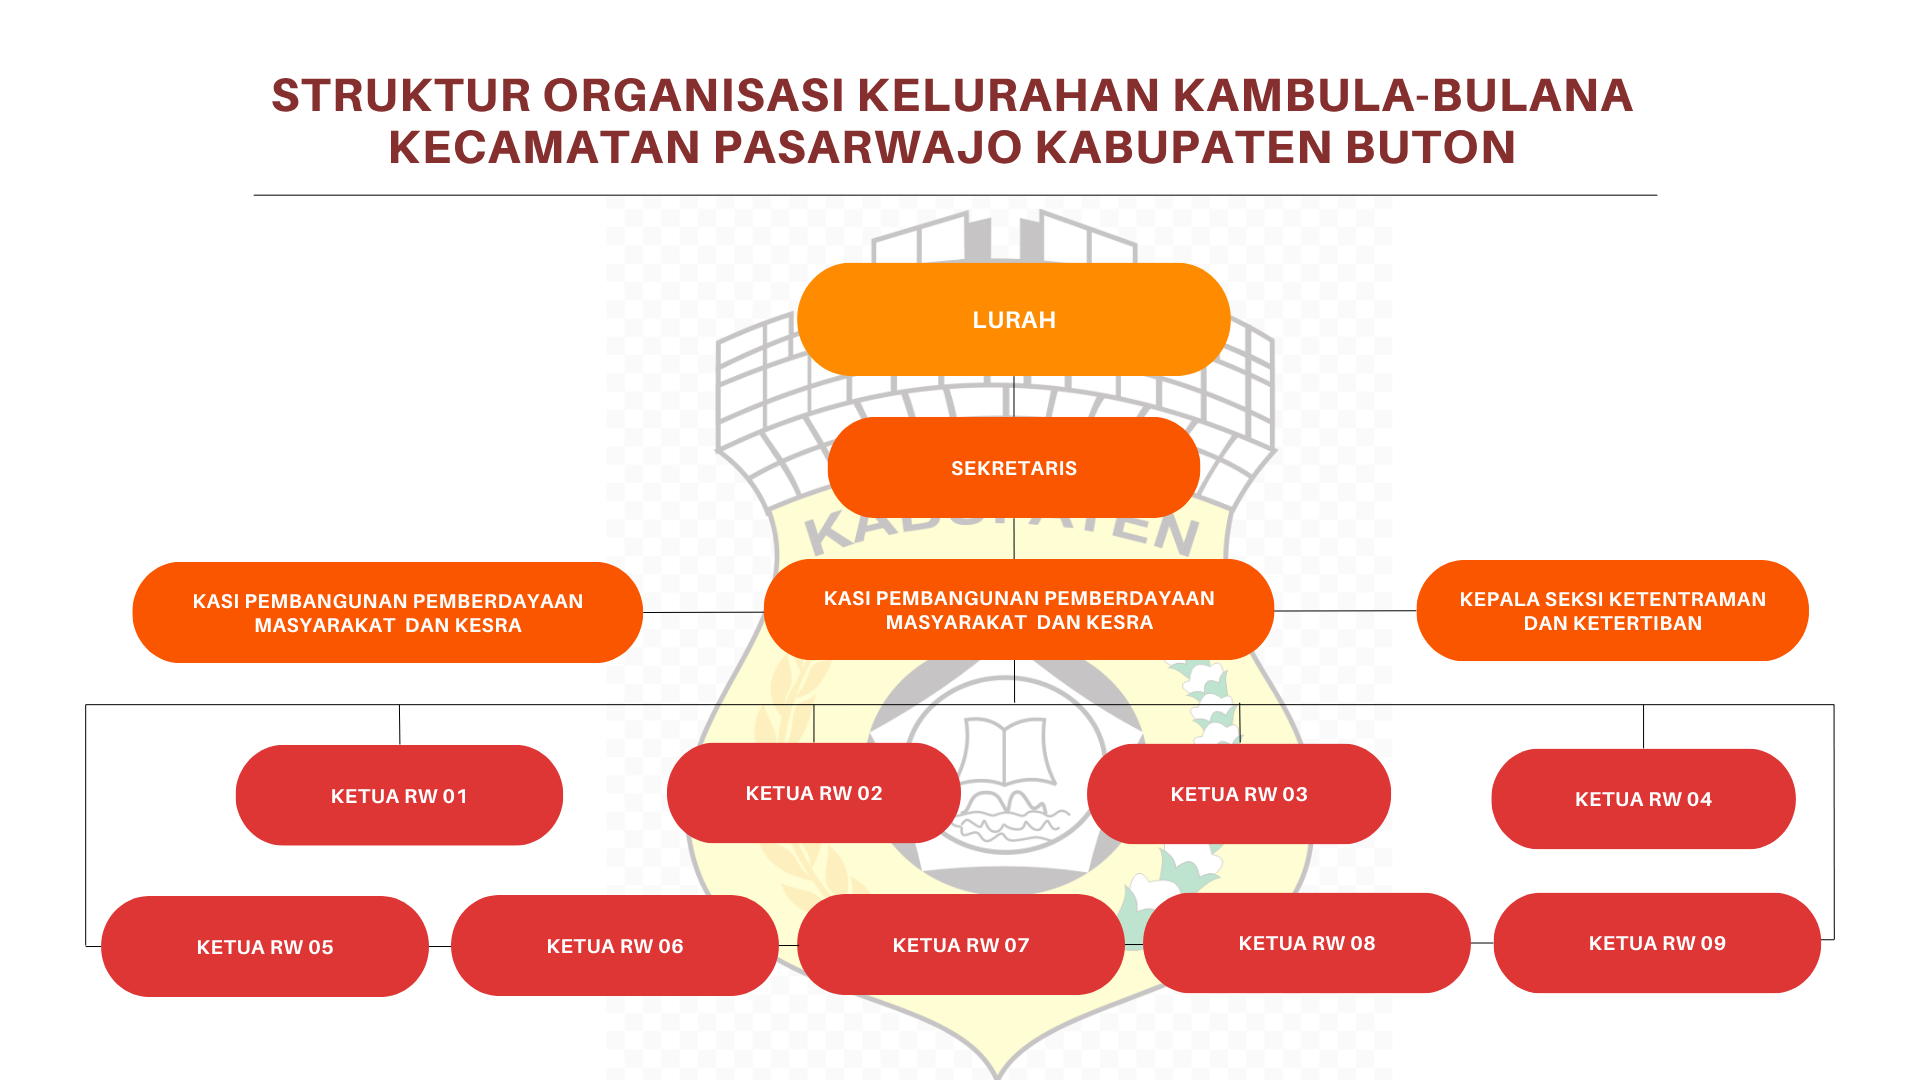 STRUKTUR ORGANISASI KELURAHAN KAMBULA-BULANA
KECAMATAN PASARWAJO KABUPATEN BUTON
LURAH
SEKRETARIS
KABUPATEN
KASI PEMBANGUNAN PEMBERDAYAAN
MASYARAKAT DAN KESRA
KASI PEMBANGUNAN PEMBERDAYAAN
MASYARAKAT DAN KESRA
KEPALA SEKSI KETENTRAMAN
DAN KETERTIBAN
KETUA RW 01
KETUA RW 02
KETUA RW 03
KETUA RW 04
KETUA RW 05
KETUA RW 06
KETUA RW 07
KETUA RW 08
KETUA RW 09